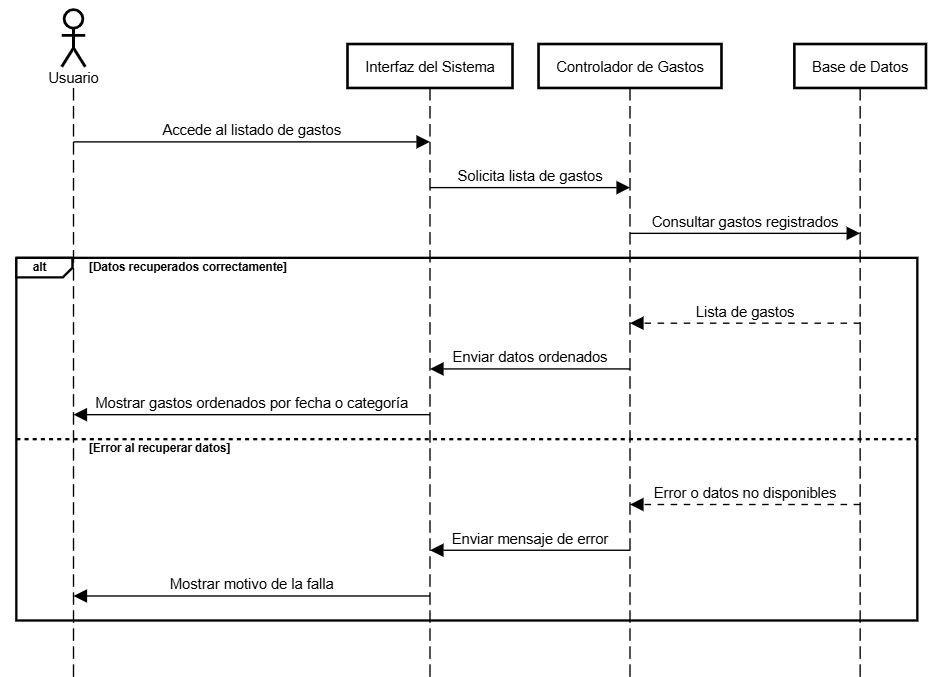 Usuario
Interfaz del Sistema
Controlador de Gastos
Base de Datos
Accede al listado de gastos
Solicita lista de gastos
Consultar gastos registrados
alt
[Datos recuperados correctamente]
Lista de gastos
Enviar datos ordenados
Mostrar gastos ordenados por fecha o categoría
[Error al recuperar datos]
Error o datos no disponibles
Enviar mensaje de error
Mostrar motivo de la falla